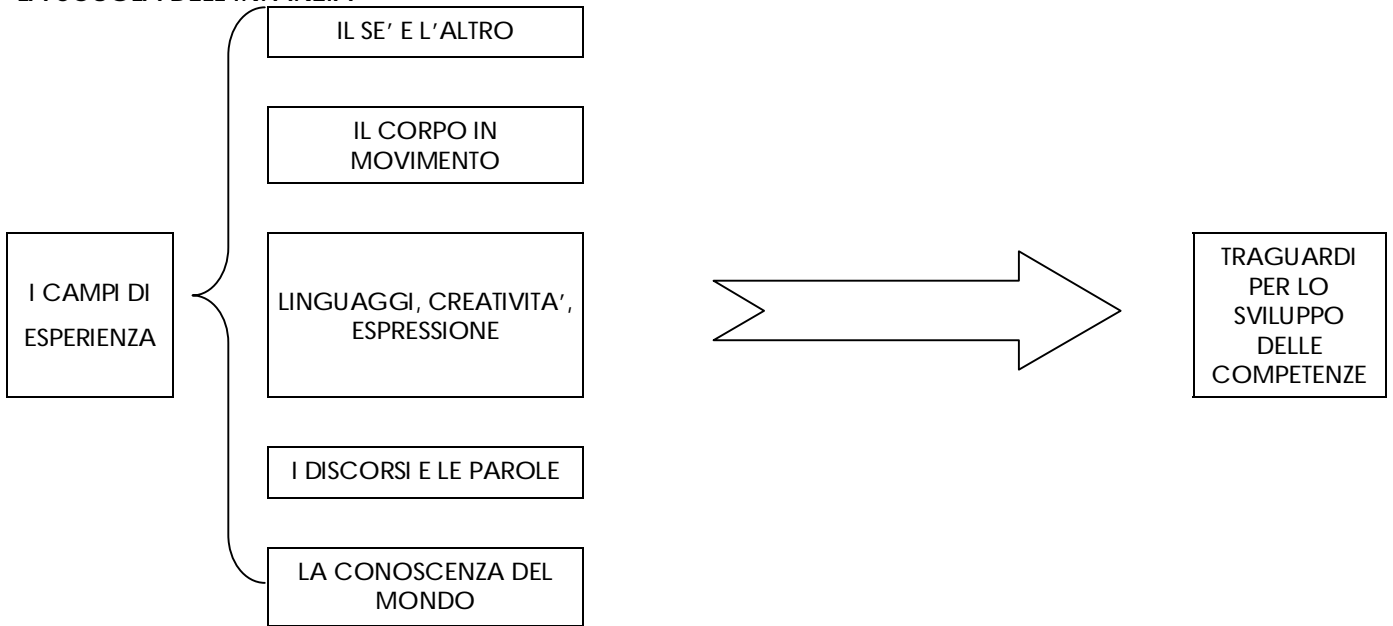 IL SE’ E L’ALTRO
IL CORPO IN
MOVIMENTO
I CAMPI DI
ESPERIENZA
LINGUAGGI, CREATIVITA’,
ESPRESSIONE
I DISCORSI E LE PAROLE
LA CONOSCENZA DEL
MONDO
TRAGUARDI
PER LO
SVILUPPO
DELLE
COMPETENZE